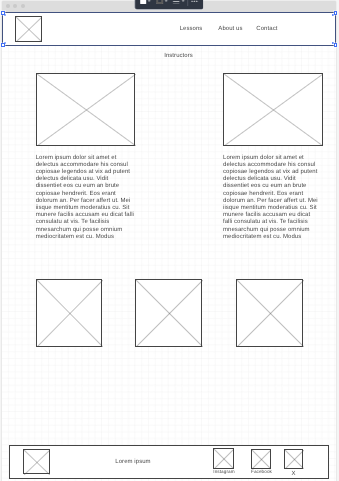 Lessons About us Contact
Instructors
Lorem ipsum dolor sit amet et
delectus accommodare his consul
copiosae legendos at vix ad putent
delectus delicata usu. Vidit
dissentiet eos cu eum an brute
copiosae hendrerit. Eos erant
dolorum an. Per facer affert ut. Mei
iisque mentitum moderatius cu. Sit
munere facilis accusam eu dicat falli
consulatu at vis. Te facilisis
mnesarchum qui posse omnium
mediocritatem est cu. Modus
Lorem ipsum dolor sit amet et
delectus accommodare his consul
copiosae legendos at vix ad putent
delectus delicata usu. Vidit
dissentiet eos cu eum an brute
copiosae hendrerit. Eos erant
dolorum an. Per facer affert ut. Mei
iisque mentitum moderatius cu. Sit
munere facilis accusam eu dicat
falli consulatu at vis. Te facilisis
mnesarchum qui posse omnium
mediocritatem est cu. Modus
Lorem ipsum
Instagram Facebook X